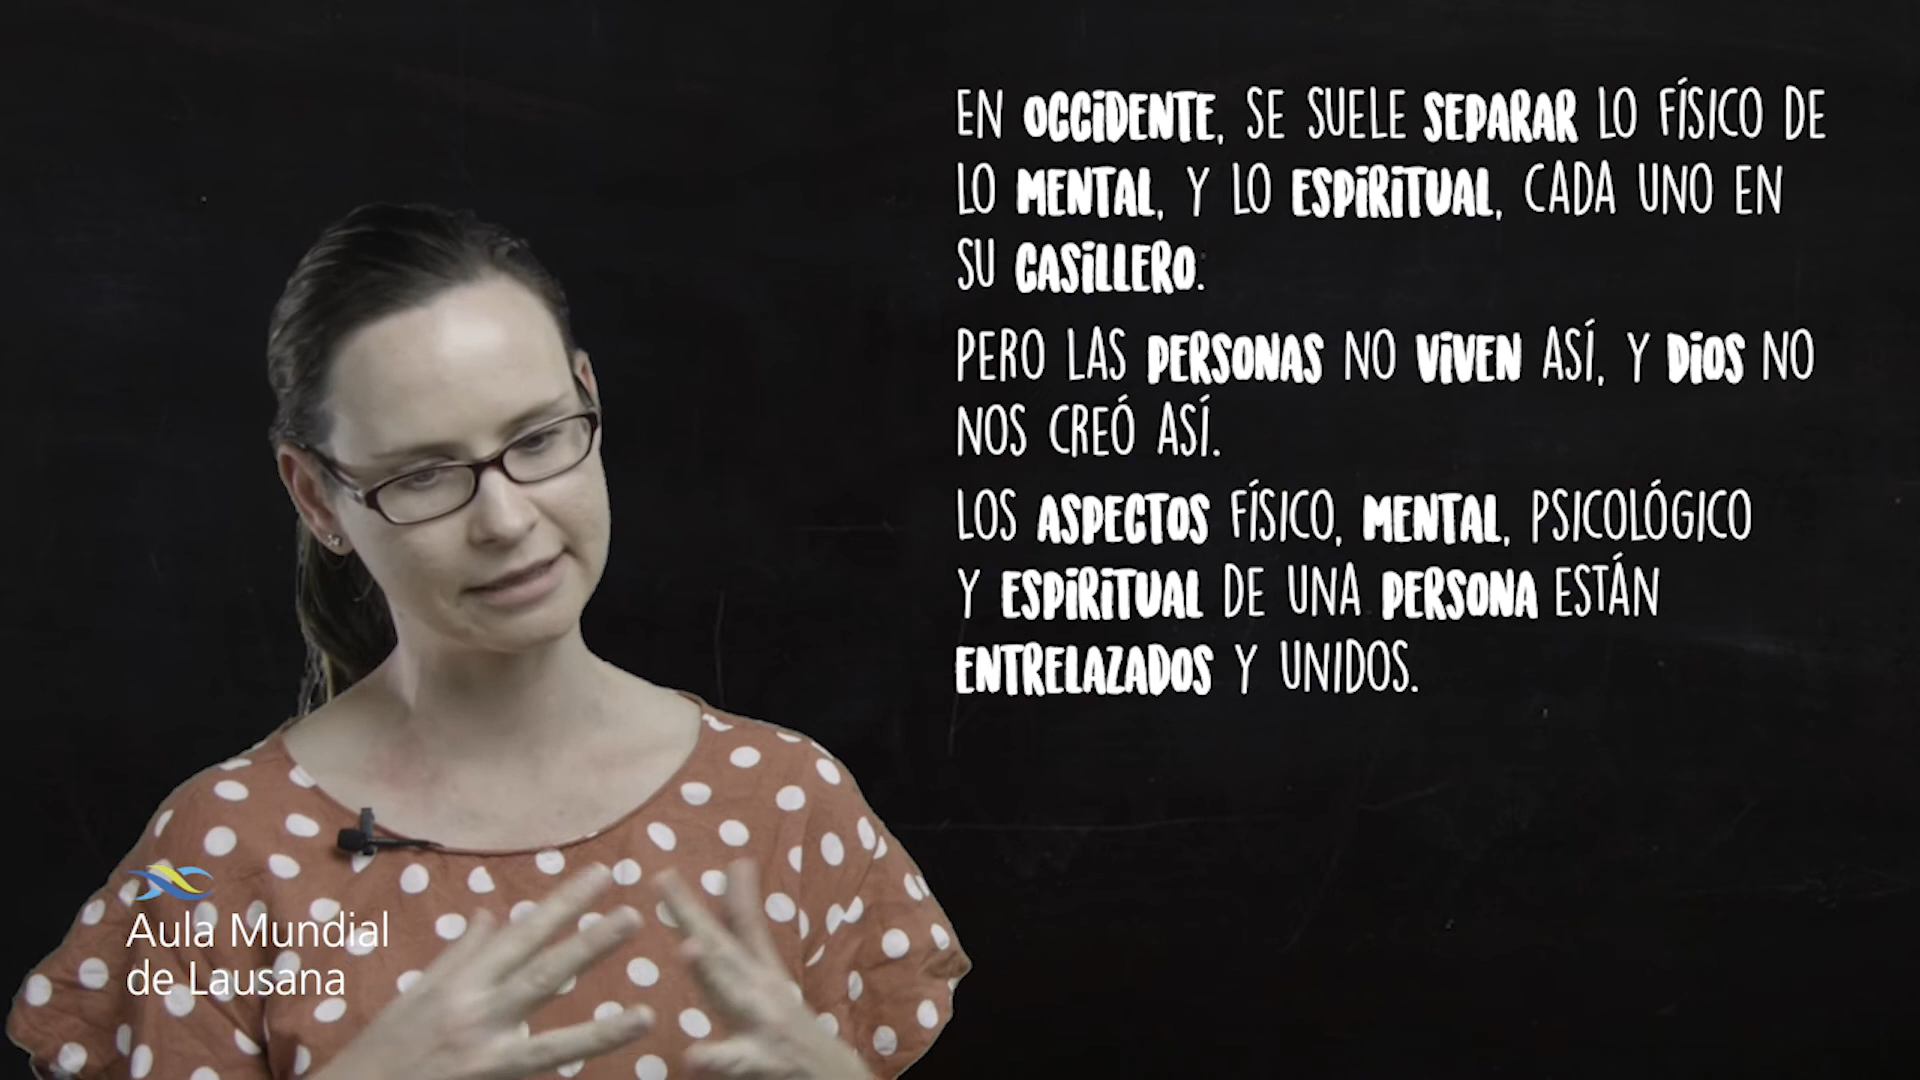 EN OCCIDENTE, SE SUELE SEPARAR LO FÍSICO DE
LO MENTAL, Y LO ESPIRITUAL, CADA UNO EN
SU CASILLERO.
PERO LAS PERSONAS NO VIVEN ASÍ, Y DIOS NO
NOS CREÓ ASÍ.
LOS ASPECTOS FÍSICO, MENTAL, PSICOLÓGICO
Y ESPIRITUAL DE UNA PERSONA ESTÁN
ENTRELAZADOS Y UNIDOS.
Aula Mundial
de Lausana